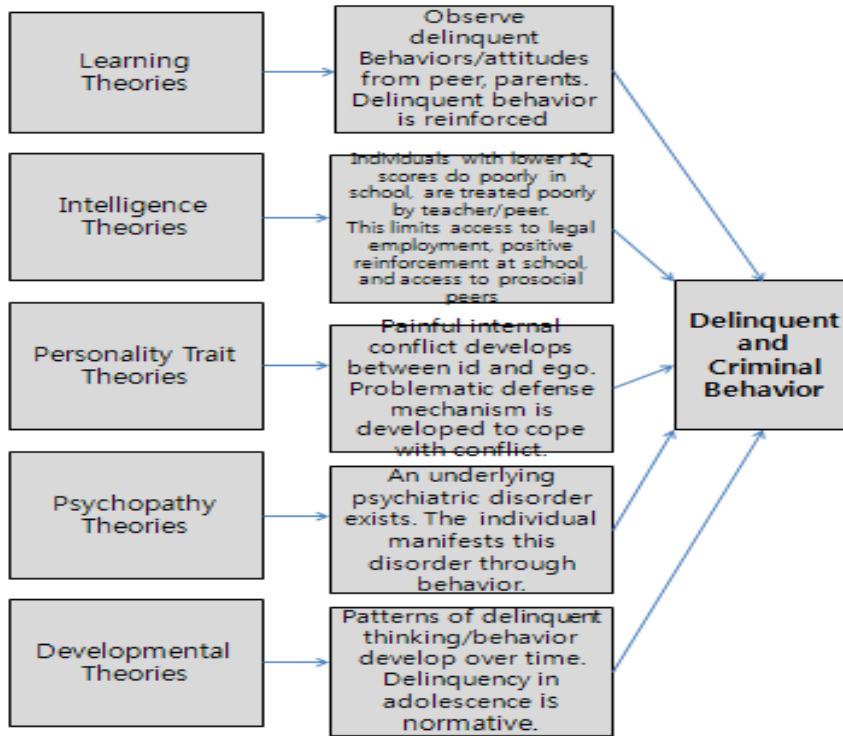 Learning
Theories
Observe
delinquent
Behaviors/attitudes
from peer, parents.
Delinquent behavior
is reinforced
Intelligence
Theories
Individuals with lower IQ
scores do poorly in
school, are treated poorly
by teacher/peer.
This limits access to legal
employment, positive
reinforcement at school,
and access to prosocial
peers
Personality Trait
Theories
Painful internal
conflict develops
between id and ego.
Problematic defense
mechanism is
developed to cope
with conflict.
Psychopathy
Theories
An underlying
psychiatric disorder
exists. The individual
manifests this
disorder through
behavior.
Developmental
Theories
Patterns of delinquent
thinking/behavior
develop over time.
Delinquency in
adolescence is
normative.
Delinquent
and
Criminal
Behavior